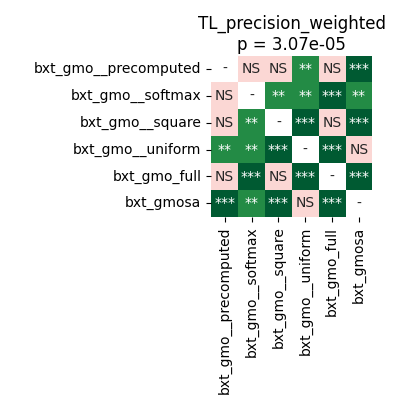 TL_precision_weighted
p = 3.07e-05
bxt_gmo__precomputed - NS NS ** NS ***
bxt_gmo__softmax NS - ** ** *** **
bxt_gmo__square NS ** - *** NS ***
bxt_gmo__uniform ** ** *** - *** NS
bxt_gmo_full NS *** NS *** - ***
bxt_gmosa *** ** *** NS *** -
bxt_gmo__precomputed
bxt_gmo__softmax
bxt_gmo__square
bxt_gmo__uniform
bxt_gmo_full
bxt_gmosa